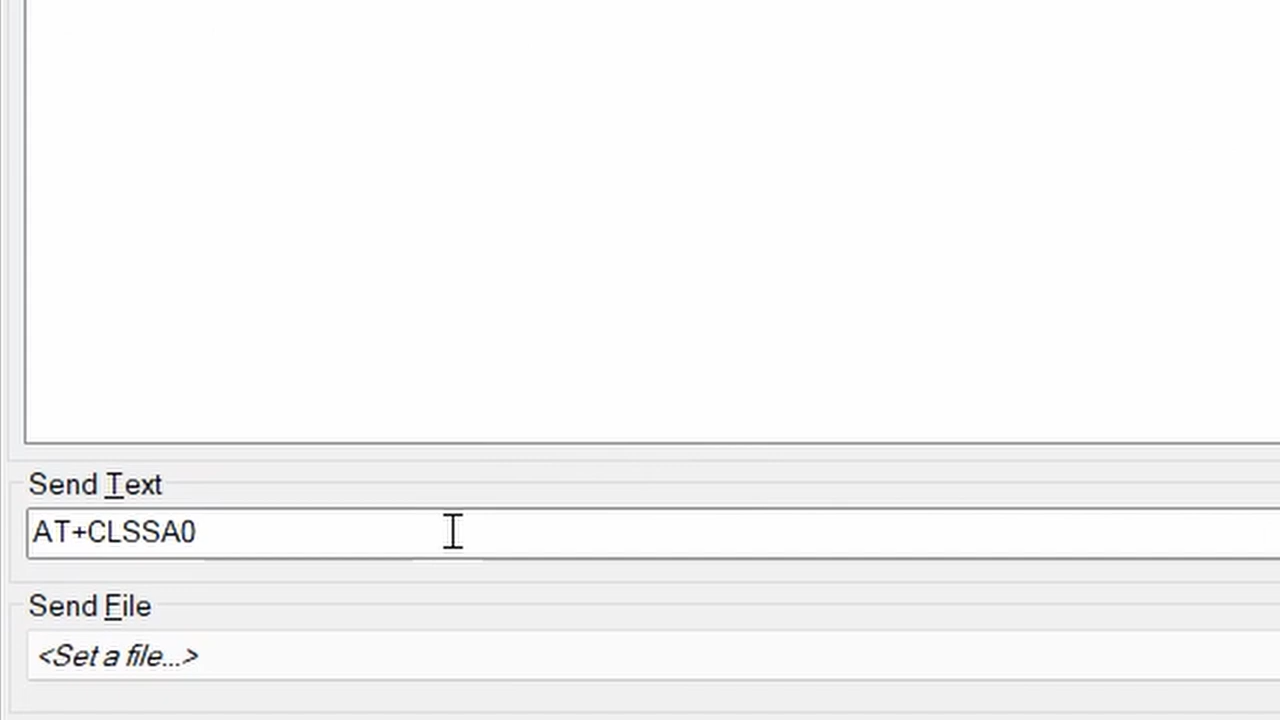 Send Text
AT+CLSSA0
Send File
<Set a file...>